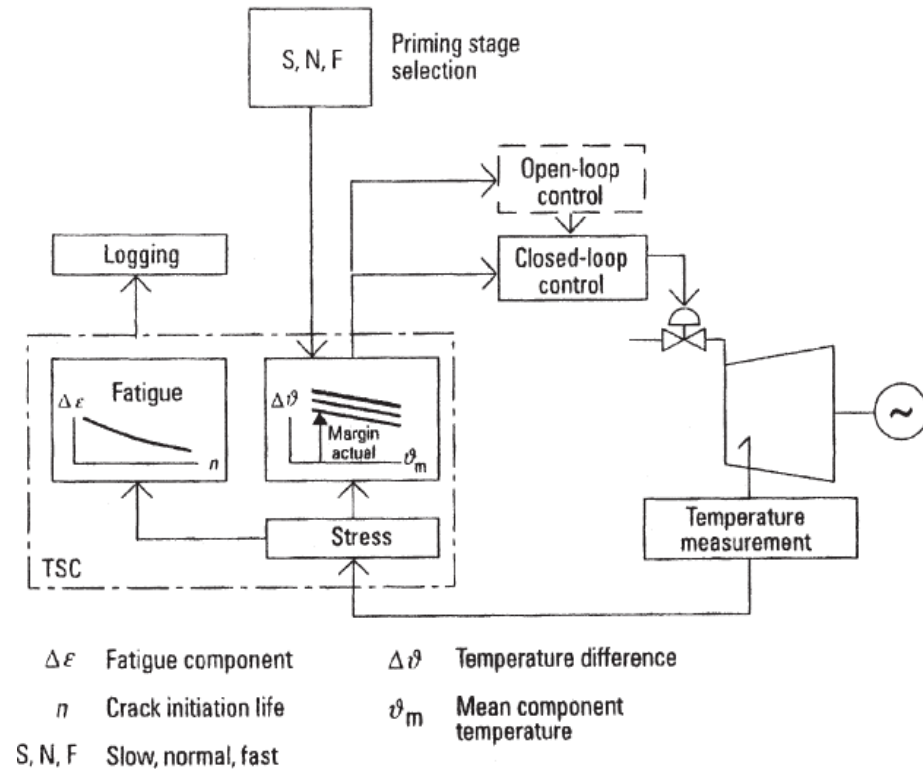 S, N, F
Priming stage
selection
Open-loop
control
Logging
Closed-loop
control
Fatigue
Δε
n
Δϑ
Margin
actual
ϑm
~
Stress
TSC
Temperature
measurement
Δε Fatigue component
n Crack initiation life
S, N, F Slow, normal, fast
Δϑ Temperature difference
ϑm Mean component
temperature